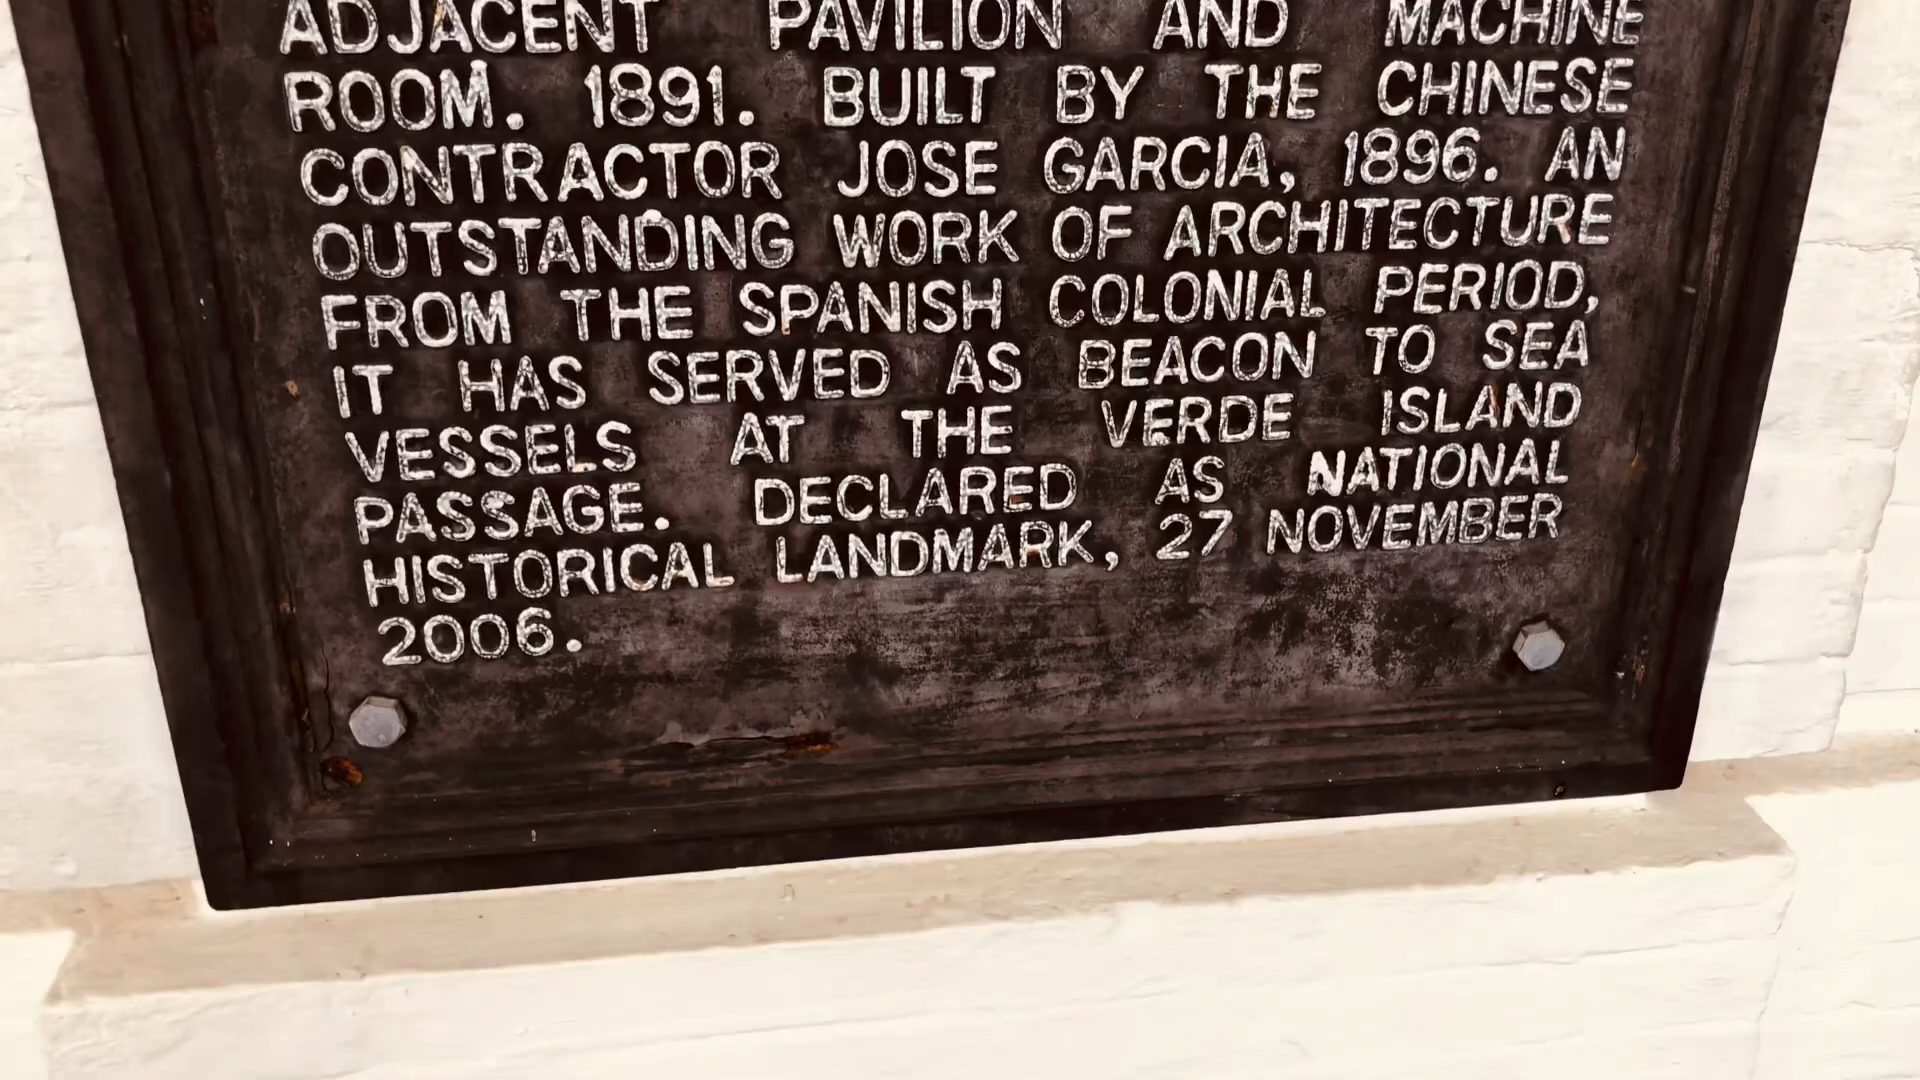 ADJACENT PAVILION AND MACHINE
ROOM. 1891. BUILT BY THE CHINESE
CONTRACTOR JOSE GARCIA, 1896. AN
OUTSTANDING WORK OF ARCHITECTURE
FROM THE SPANISH COLONIAL PERIOD,
IT HAS SERVED AS BEACON TO SEA
VESSELS AT THE VERDE ISLAND
PASSAGE. DECLARED AS NATIONAL
HISTORICAL LANDMARK, 27 NOVEMBER
2006.